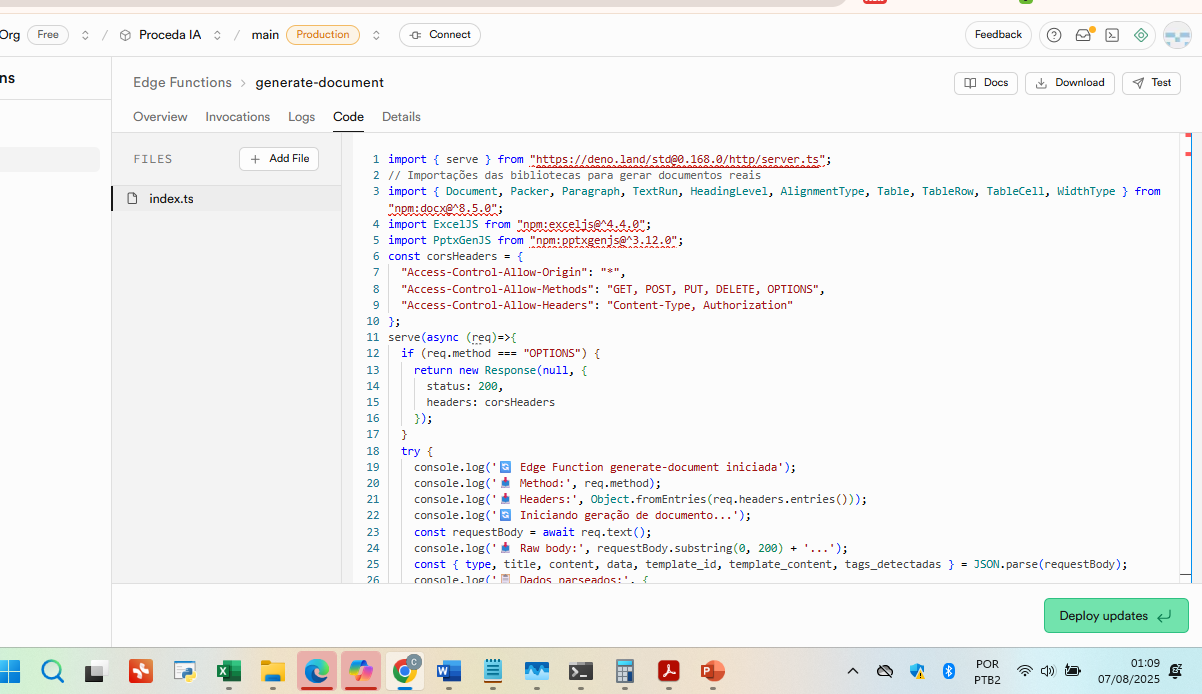 Org Free / Proceda IA / main Production Connect Feedback
ns
Edge Functions > generate-document Docs Download Test
Overview Invocations Logs Code Details
FILES + Add File
index.ts
1 import { serve } from "https://deno.land/std@0.168.0/http/server.ts";
2 // Importações das bibliotecas para gerar documentos reais
3 import { Document, Packer, Paragraph, TextRun, HeadingLevel, AlignmentType, Table, TableRow, TableCell, WidthType } from
"npm:docx@^8.5.0";
4 import ExcelJS from "npm:exceljs@^4.4.0";
5 import PptxGenJS from "npm:pptxgenjs@^3.12.0";
6 const corsHeaders = {
7 "Access-Control-Allow-Origin": "*",
8 "Access-Control-Allow-Methods": "GET, POST, PUT, DELETE, OPTIONS",
9 "Access-Control-Allow-Headers": "Content-Type, Authorization"
10 };
11 serve(async (req)=>{
12 if (req.method === "OPTIONS") {
13 return new Response(null, {
14 status: 200,
15 headers: corsHeaders
16 });
17 }
18 try {
19 console.log('🔄 Edge Function generate-document iniciada');
20 console.log('📥 Method:', req.method);
21 console.log('📥 Headers:', Object.fromEntries(req.headers.entries()));
22 console.log('🔄 Iniciando geração de documento...');
23 const requestBody = await req.text();
24 console.log('📥 Raw body:', requestBody.substring(0, 200) + '...');
25 const { type, title, content, data, template_id, template_content, tags_detectadas } = JSON.parse(requestBody);
26 console.log('📋 Dados parseados:', {
Deploy updates
POR 01:09
PTB2 07/08/2025